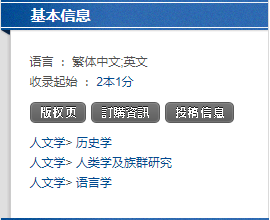 基本信息
语言 : 繁体中文;英文
收录起始 : 2本1分
版权页 訂購資訊 投稿信息
人文学> 历史学
人文学> 人类学及族群研究
人文学> 语言学